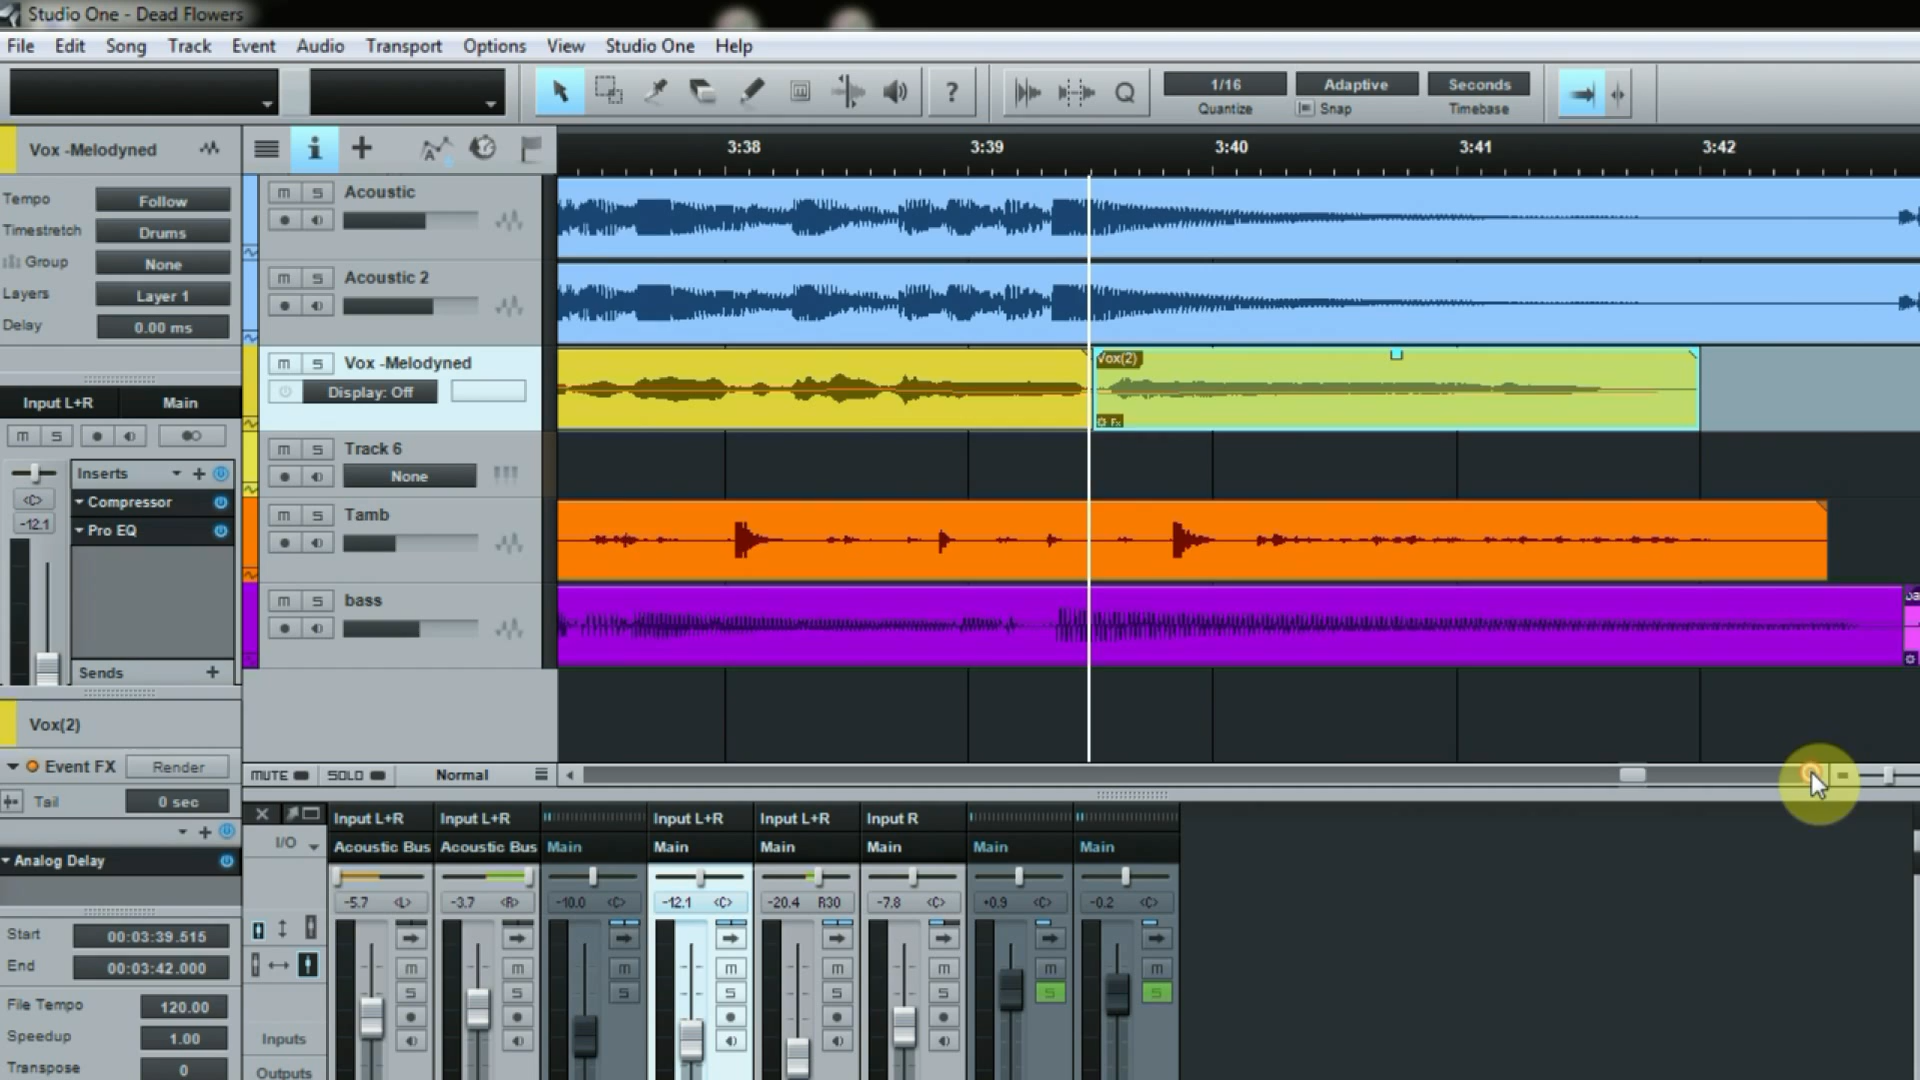 Studio One - Dead Flowers
File Edit Song Track Event Audio Transport Options View Studio One Help
? Q 1/16 Adaptive Seconds
Quantize Snap Timebase
Vox -Melodyned
Tempo Follow
Timestretch Drums
Group None
Layers Layer 1
Delay 0.00 ms
3:38 3:39 3:40 3:41 3:42
M S Acoustic
M S Acoustic 2
M S Vox -Melodyned
Display: Off
Vox(2)
Fx
M S Track 6
None
M S Tamb
M S bass
Input L+R Main
M S
Inserts
<C> Compressor
-12.1 Pro EQ
Sends
Vox(2)
Event FX Render
Tail 0 sec
Analog Delay
Start 00:03:39.515
End 00:03:42.000
File Tempo 120.00
Speedup 1.00
Transpose 0
MUTE SOLO Normal
I/O
Inputs
Outputs
Input L+R Input L+R Input L+R Input L+R Input R
Acoustic Bus Acoustic Bus Main Main Main Main Main Main
-5.7 <L> -3.7 <R> -10.0 <C> -12.1 <C> -20.4 R30 -7.8 <C> +0.9 <C> -0.2 <C>
M M M M M M M M
S S S S S S S S